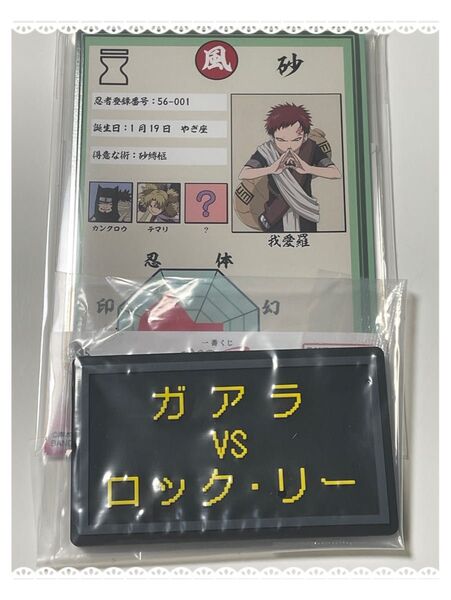 風 砂
忍者登録番号：56-001
誕生日：1月19日 やぎ座
得意な術：砂縛柩
カンクロウ テマリ ?
我愛羅
忍 体
印 幻
一番くじ
ガアラ
VS
ロック・リー